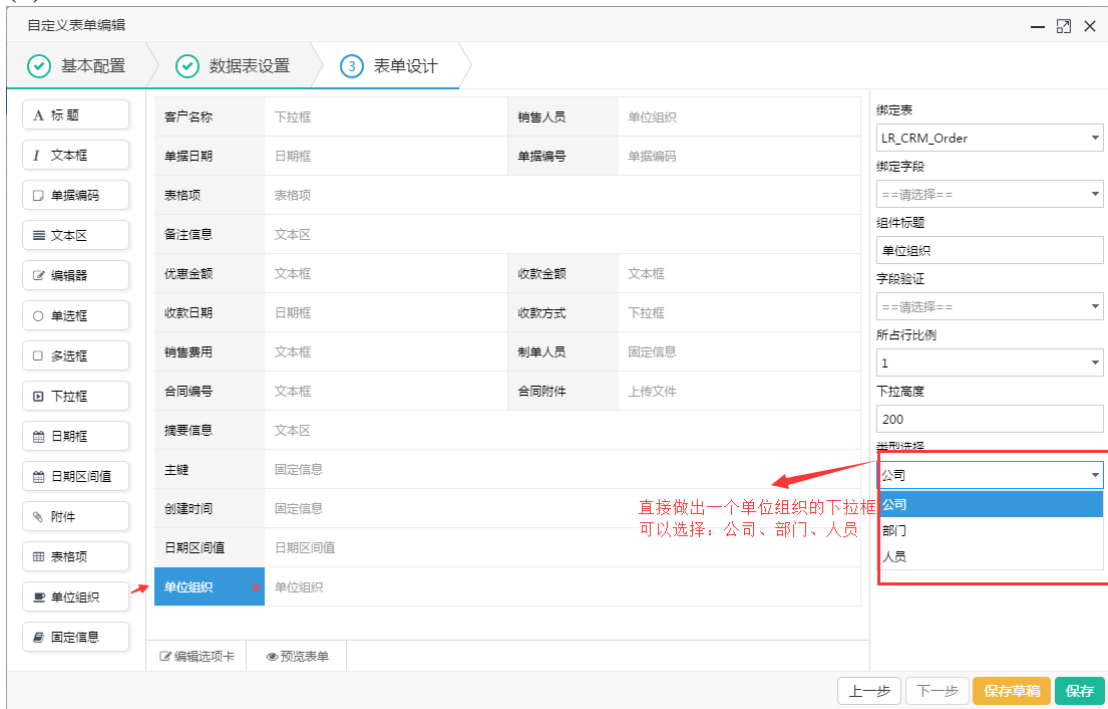 自定义表单编辑
基本配置
数据表设置
3 表单设计
A 标题
I 文本框
单据编码
文本区
编辑器
单选框
多选框
下拉框
日期框
日期区间值
附件
表格项
单位组织
固定信息
客户名称 下拉框 销售人员 单位组织
单据日期 日期框 单据编号 单据编码
表格项 表格项
备注信息 文本区
优惠金额 文本框 收款金额 文本框
收款日期 日期框 收款方式 下拉框
销售费用 文本框 制单人员 固定信息
合同编号 文本框 合同附件 上传文件
摘要信息 文本区
主键 固定信息
创建时间 固定信息
日期区间值 日期区间值
单位组织 单位组织
直接做出一个单位组织的下拉框
可以选择：公司、部门、人员
编辑选项卡 预览表单
绑定表
LR_CRM_Order
绑定字段
==请选择==
组件标题
单位组织
字段验证
==请选择==
所占行比例
1
下拉高度
200
类型选择
公司
公司
部门
人员
上一步 下一步 保存草稿 保存